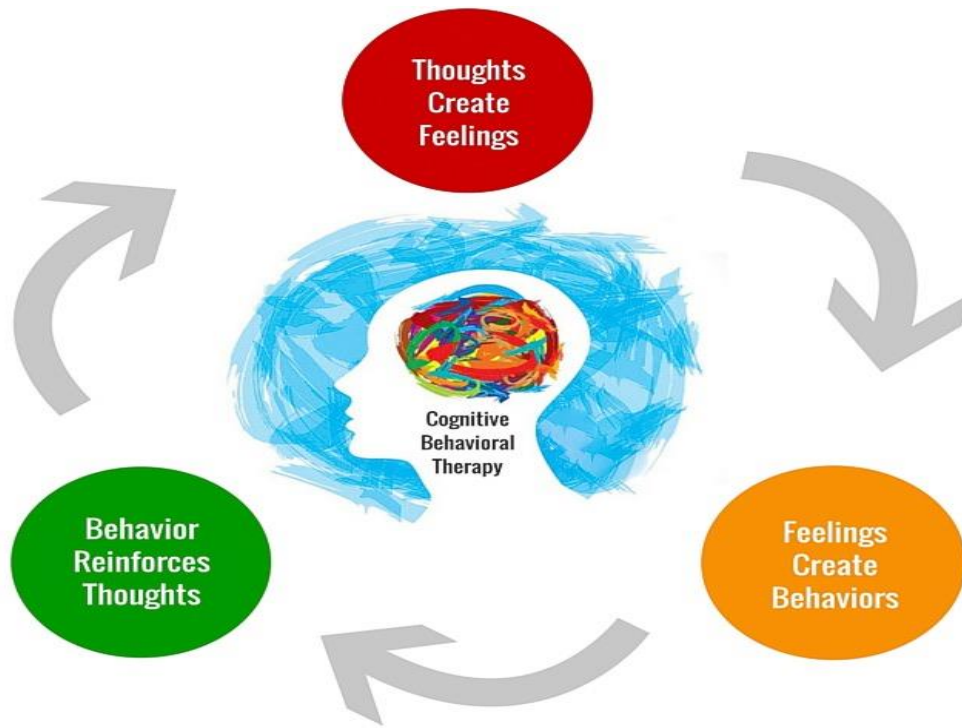 Thoughts
Create
Feelings
Cognitive
Behavioral
Therapy
Behavior
Reinforces
Thoughts
Feelings
Create
Behaviors